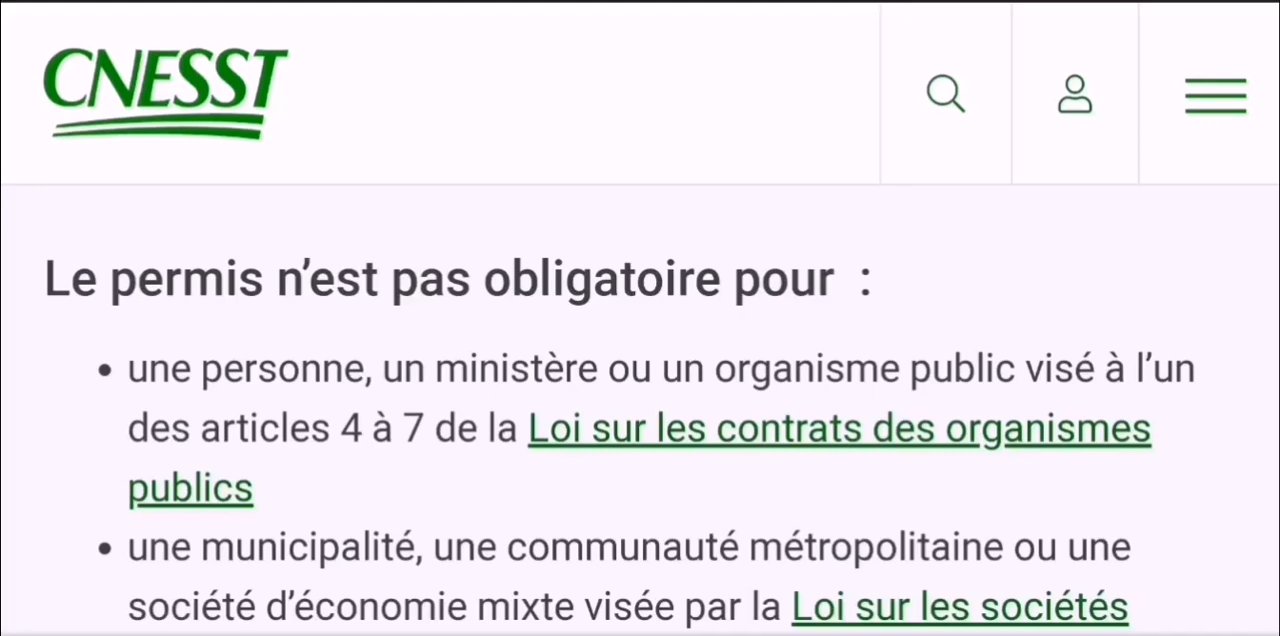 CNESST
Le permis n’est pas obligatoire pour :
• une personne, un ministère ou un organisme public visé à l’un
des articles 4 à 7 de la Loi sur les contrats des organismes
publics
• une municipalité, une communauté métropolitaine ou une
société d’économie mixte visée par la Loi sur les sociétés